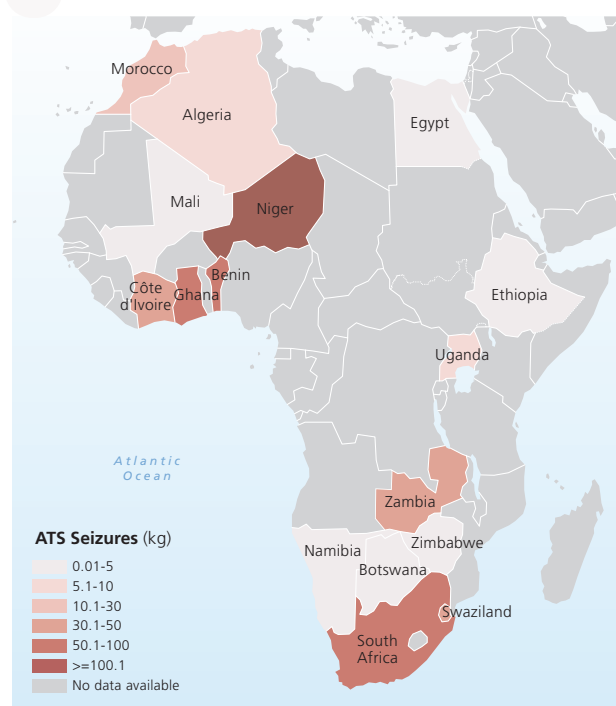 Morocco
Algeria
Egypt
Mali
Niger
Benin
Côte
d'Ivoire
Ghana
Ethiopia
Uganda
Atlantic
Ocean
Zambia
Zimbabwe
Namibia
Botswana
Swaziland
South
Africa
ATS Seizures (kg)
0.01-5
5.1-10
10.1-30
30.1-50
50.1-100
>=100.1
No data available